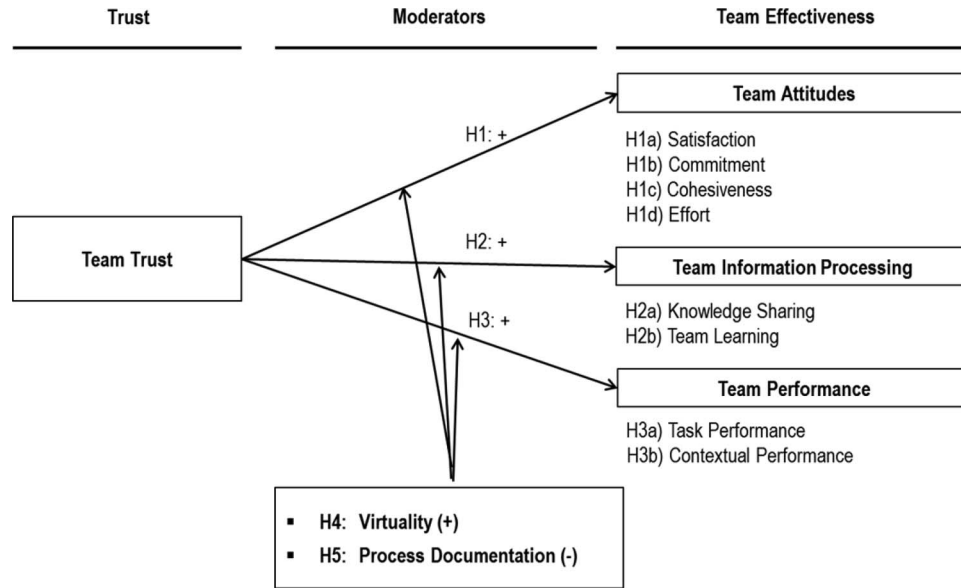 Trust
Moderators
Team Effectiveness
Team Attitudes
H1: +
H1a) Satisfaction
H1b) Commitment
H1c) Cohesiveness
H1d) Effort
Team Trust
H2: +
Team Information Processing
H2a) Knowledge Sharing
H2b) Team Learning
H3: +
Team Performance
H3a) Task Performance
H3b) Contextual Performance
▪ H4: Virtuality (+)
▪ H5: Process Documentation (-)